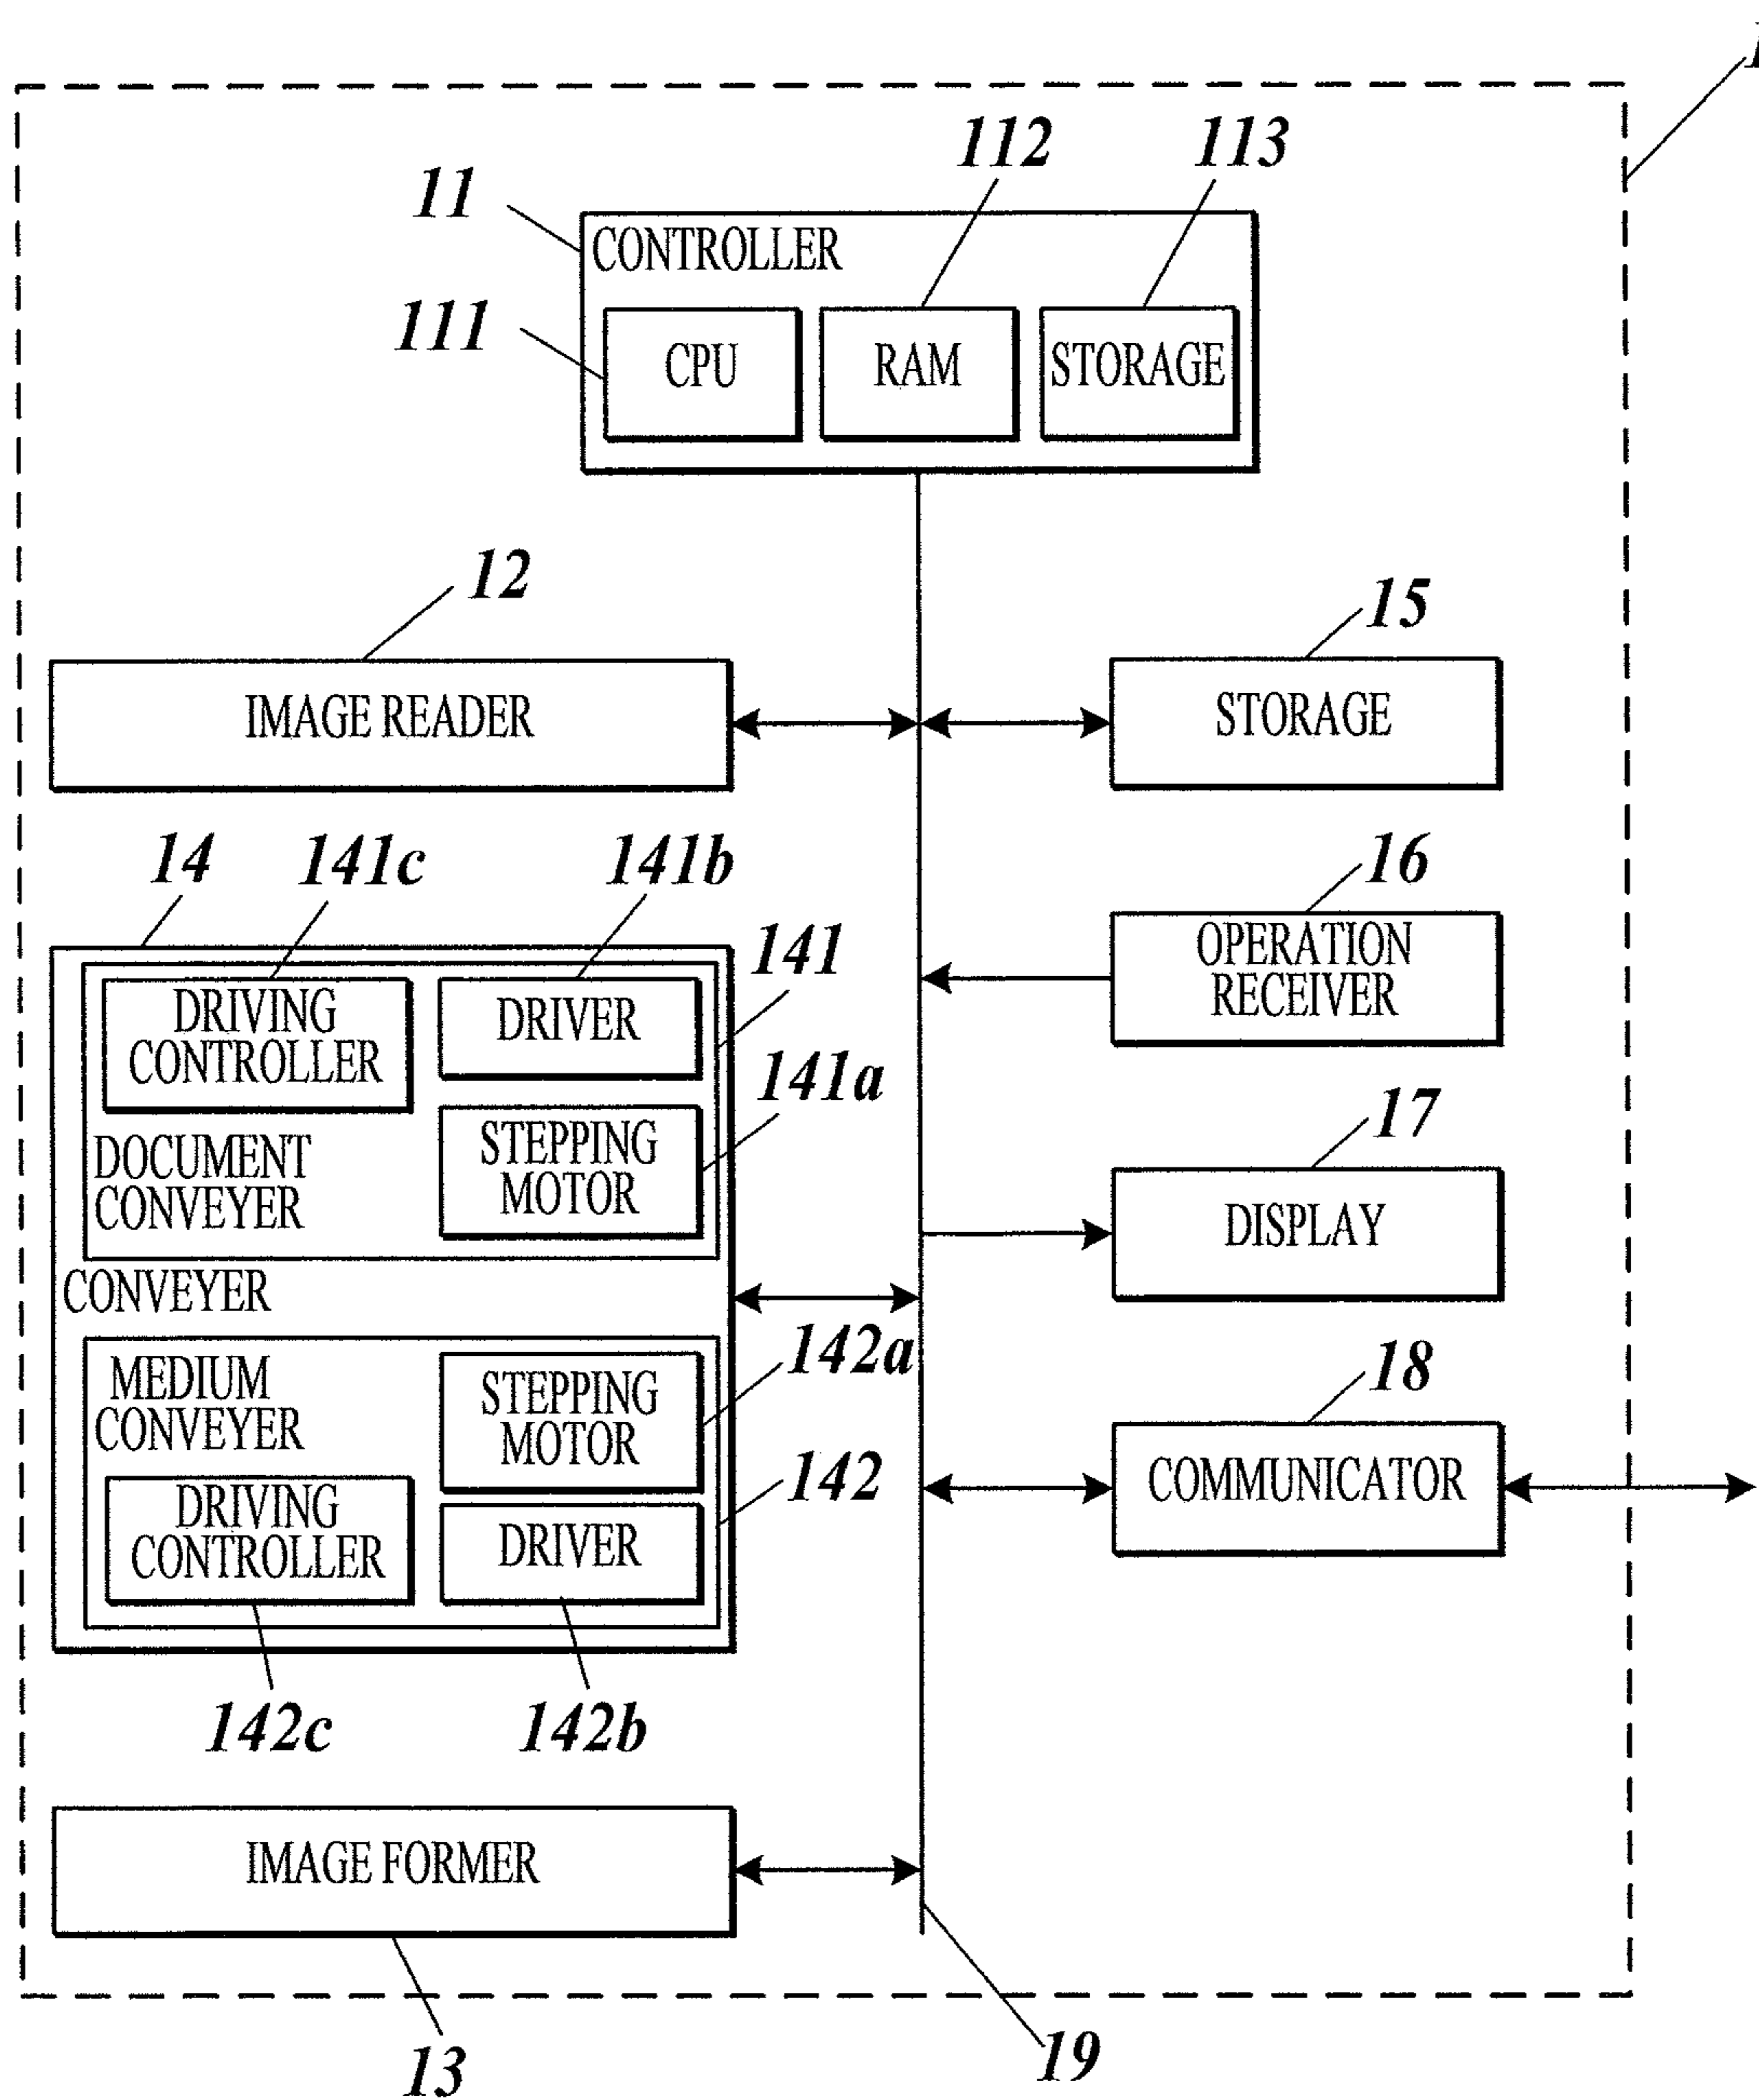 1
112
113
11
CONTROLLER
111
CPU
RAM
STORAGE
12
15
IMAGE READER
STORAGE
14
141c
141b
16
141
DRIVING
CONTROLLER
DRIVER
OPERATION
RECEIVER
141a
17
DOCUMENT
CONVEYER
STEPPING
MOTOR
DISPLAY
CONVEYER
142a
18
MEDIUM
CONVEYER
STEPPING
MOTOR
142
COMMUNICATOR
DRIVING
CONTROLLER
DRIVER
142c
142b
IMAGE FORMER
13
19